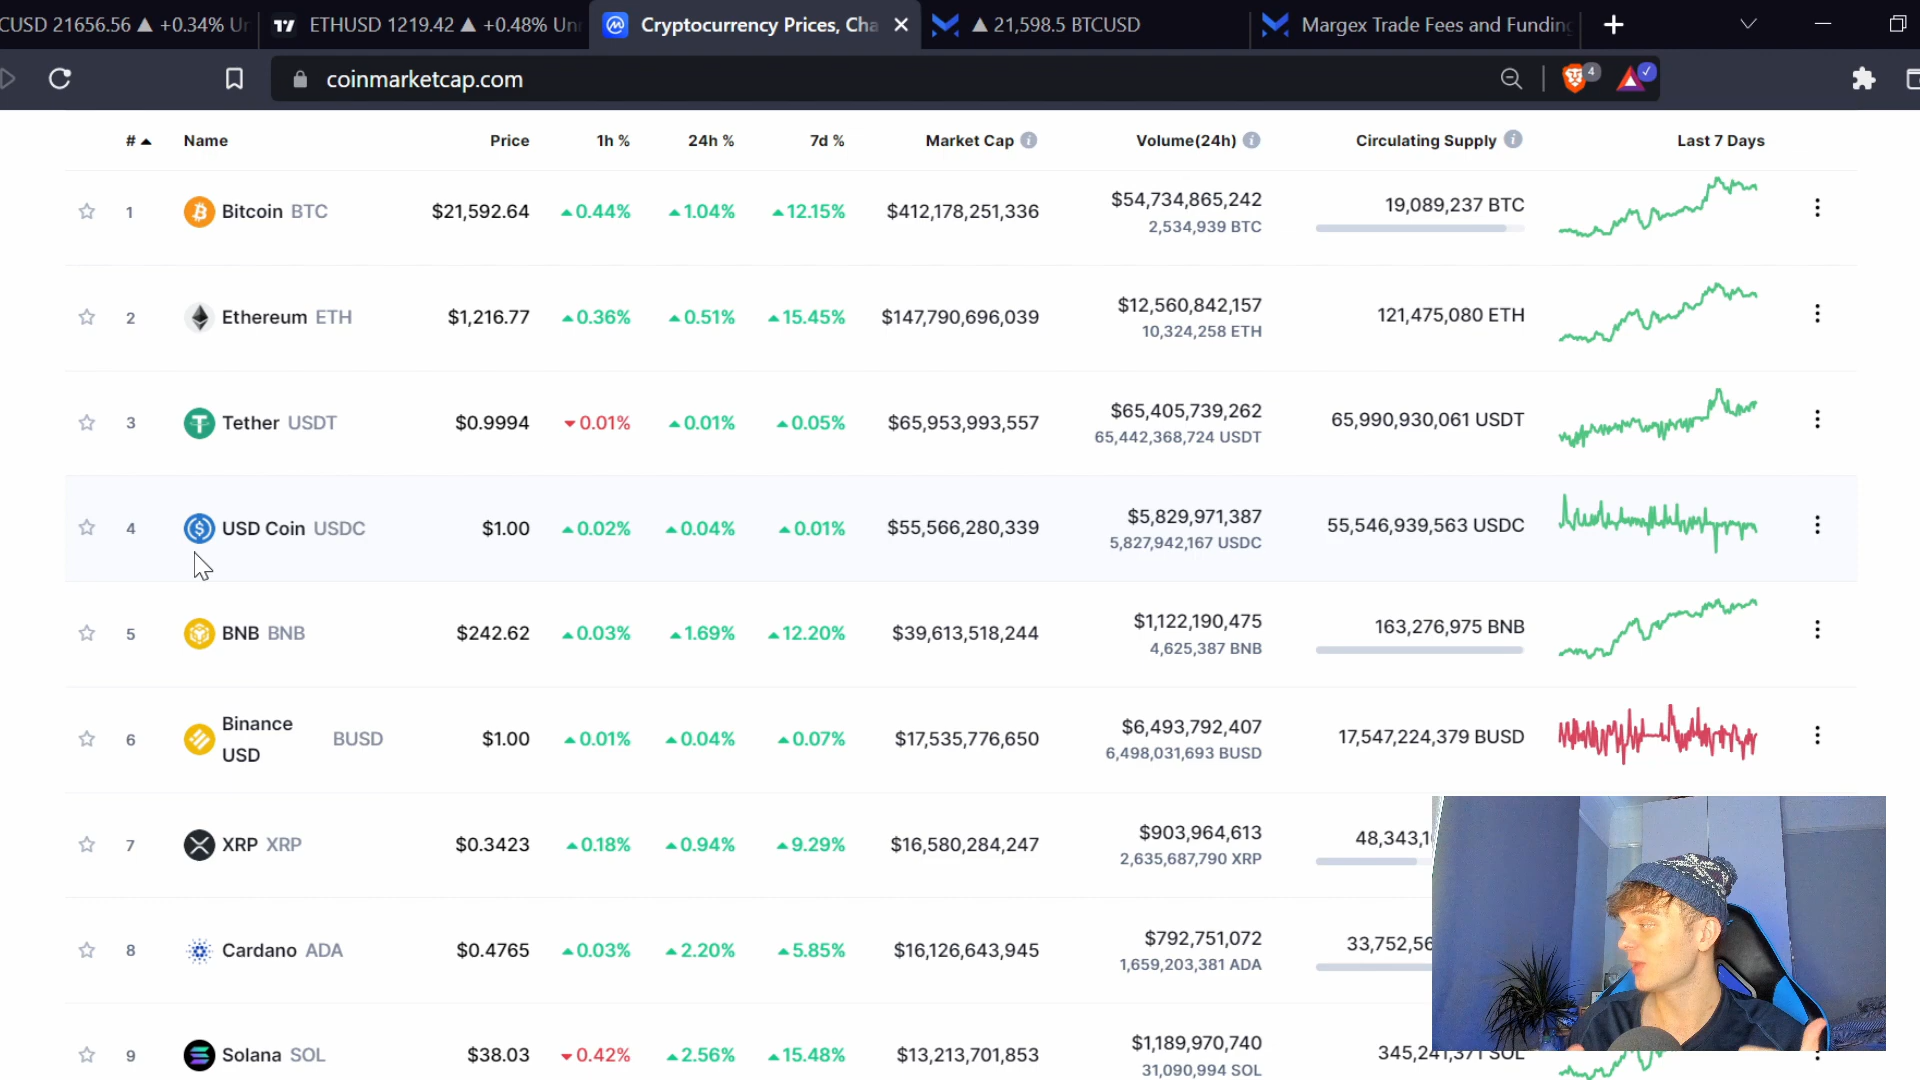 CUSD 21656.56 ▲ +0.34% Ur
ETHUSD 1219.42 ▲ +0.48% Unr
Cryptocurrency Prices, Cha
▲ 21,598.5 BTCUSD
Margex Trade Fees and Funding
coinmarketcap.com
4
# Name Price 1h % 24h % 7d % Market Cap Volume(24h) Circulating Supply Last 7 Days
1 Bitcoin BTC $21,592.64 0.44% 1.04% 12.15% $412,178,251,336 $54,734,865,242 19,089,237 BTC
2,534,939 BTC
2 Ethereum ETH $1,216.77 0.36% 0.51% 15.45% $147,790,696,039 $12,560,842,157 121,475,080 ETH
10,324,258 ETH
3 Tether USDT $0.9994 0.01% 0.01% 0.05% $65,953,993,557 $65,405,739,262 65,990,930,061 USDT
65,442,368,724 USDT
4 USD Coin USDC $1.00 0.02% 0.04% 0.01% $55,566,280,339 $5,829,971,387 55,546,939,563 USDC
5,827,942,167 USDC
5 BNB BNB $242.62 0.03% 1.69% 12.20% $39,613,518,244 $1,122,190,475 163,276,975 BNB
4,625,387 BNB
6 Binance USD BUSD $1.00 0.01% 0.04% 0.07% $17,535,776,650 $6,493,792,407 17,547,224,379 BUSD
6,498,031,693 BUSD
7 XRP XRP $0.3423 0.18% 0.94% 9.29% $16,580,284,247 $903,964,613 48,343,1
2,635,687,790 XRP
8 Cardano ADA $0.4765 0.03% 2.20% 5.85% $16,126,643,945 $792,751,072 33,752,56
1,659,203,381 ADA
9 Solana SOL $38.03 0.42% 2.56% 15.48% $13,213,701,853 $1,189,970,740 345,241,371 SOL
31,090,994 SOL